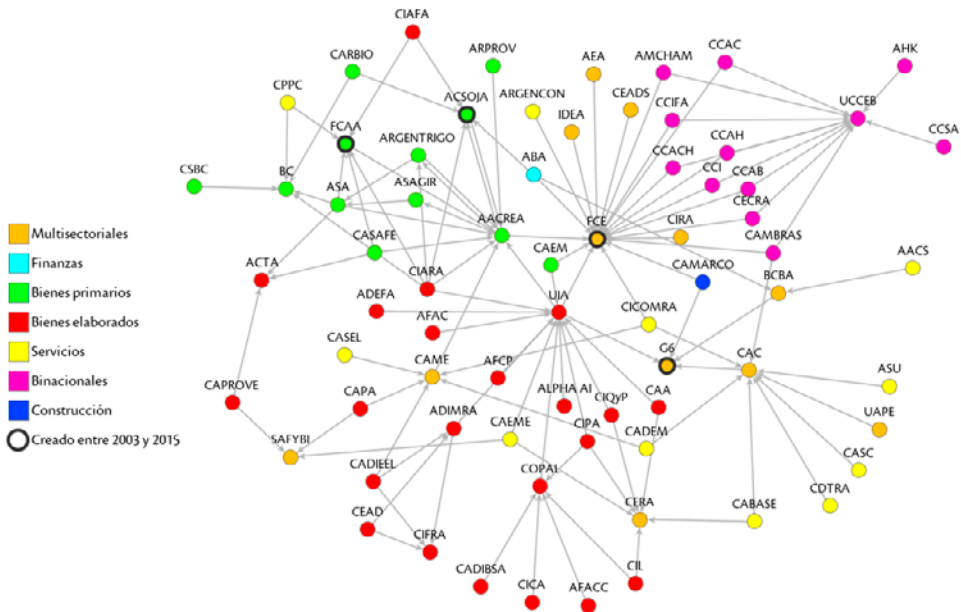 CIAFA
CARBIO
ARPROV
AEA
AMCHAM
CCAC
AHK
CPPC
ACSOJA
ARGENCON
CEADS
CCIFA
UCCEB
FCAA
ARGENTRIGO
IDEA
CCAH
CCSA
CSBC
BC
ASA
ASAGIR
ABA
CCACH
CCI
CCAB
CECRA
AACREA
FCE
CIRA
CAMBRAS
Multisectoriales
Finanzas
Bienes primarios
Bienes elaborados
Servicios
Binacionales
Construcción
Creado entre 2003 y 2015
CASAFE
CAEM
CAMARCO
BCBA
AACS
ACTA
CIARA
UIA
ADEFA
AFAC
CICOMRA
CASEL
CAME
AFCP
G6
CAC
ASU
CAPROVE
CAPA
ADIMRA
CAEME
ALPHA AI
CIQyP
CAA
UAPE
SAFYBI
CIPA
CADEM
CASC
CADIEEL
COPAL
CERA
CABASE
CDTRA
CEAD
CIFRA
CADIBSA
CICA
AFACC
CIL